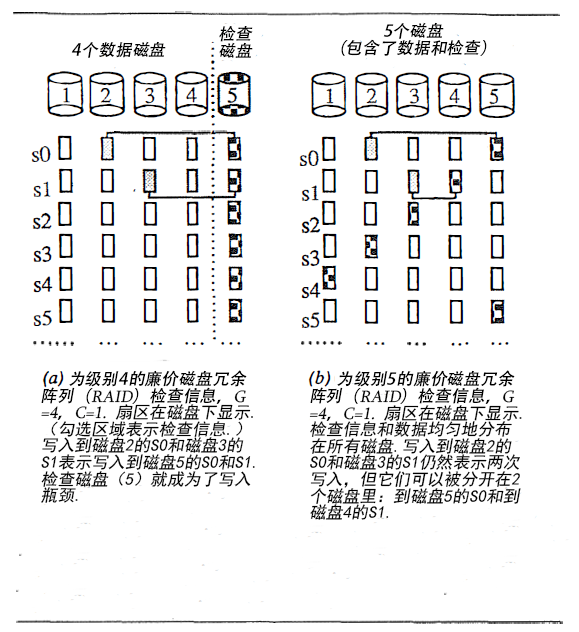 4个数据磁盘
检查
磁盘
1 2 3 4 5
s0
s1
s2
s3
s4
s5
...... ... ... ... ...
(a) 为级别4的廉价磁盘冗余
阵列（RAID）检查信息, G
=4, C=1. 扇区在磁盘下显示.
（勾选区域表示检查信息. ）
写入到磁盘2的S0和磁盘3的
S1表示写入到磁盘5的S0和S1.
检查磁盘（5）就成为了写入
瓶颈.
5个磁盘
(包含了数据和检查)
1 2 3 4 5
s0
s1
s2
s3
s4
s5
...... ... ... ... ...
(b) 为级别5的廉价磁盘冗余
阵列（RAID）检查信息, G
=4, C=1. 扇区在磁盘下显示.
检查信息和数据均匀地分布
在所有磁盘. 写入到磁盘2的
S0和磁盘3的S1仍然表示两次
写入，但它们可以被分开在2
个磁盘里：到磁盘5的S0和到
磁盘4的S1.